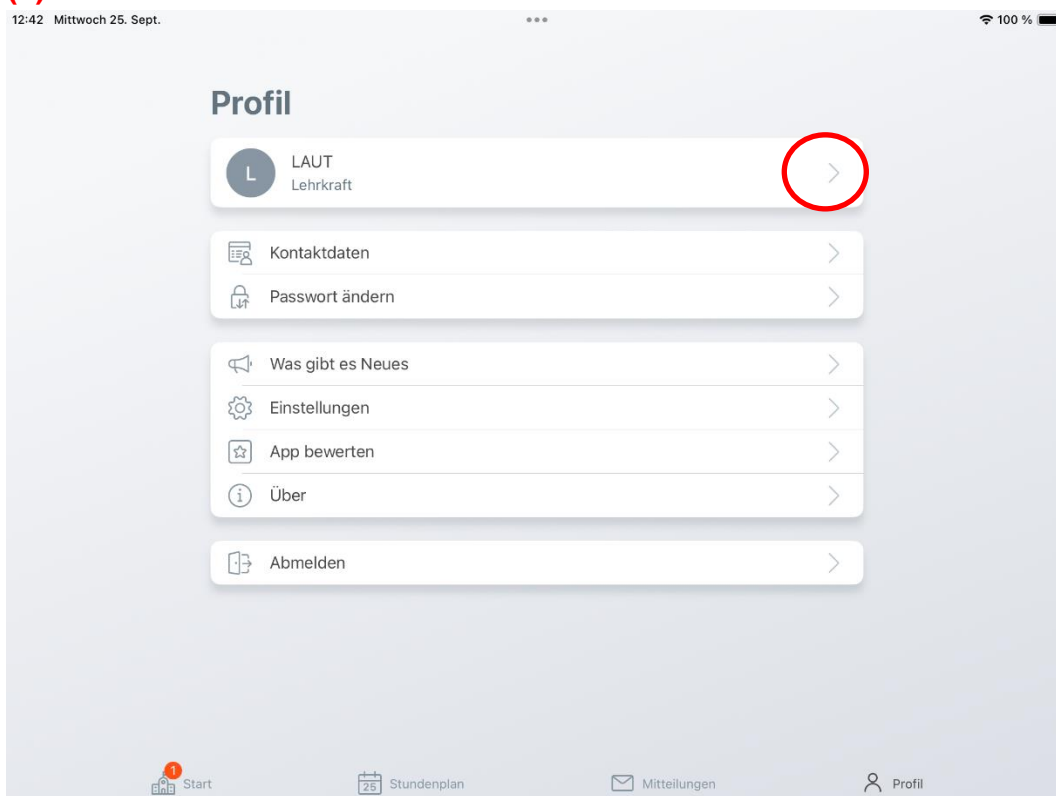 12:42 Mittwoch 25. Sept.
100 %
Profil
L
LAUT
Lehrkraft
Kontaktdaten
Passwort ändern
Was gibt es Neues
Einstellungen
App bewerten
Über
Abmelden
1
Start
25
Stundenplan
Mitteilungen
Profil